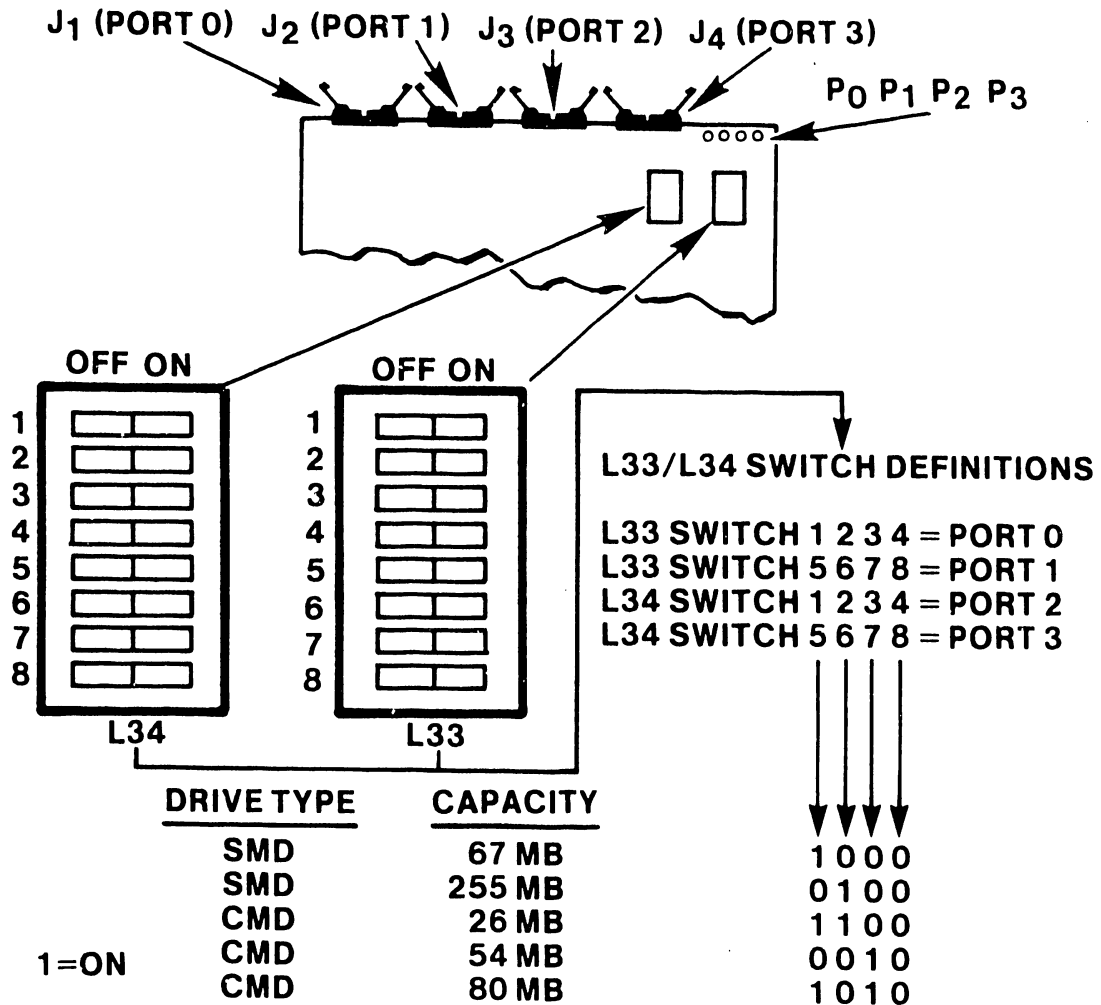 J1 (PORT 0) J2 (PORT 1) J3 (PORT 2) J4 (PORT 3)
P0 P1 P2 P3
OFF ON
1
2
3
4
5
6
7
8
L34
OFF ON
1
2
3
4
5
6
7
8
L33
L33/L34 SWITCH DEFINITIONS
L33 SWITCH 1 2 3 4 = PORT 0
L33 SWITCH 5 6 7 8 = PORT 1
L34 SWITCH 1 2 3 4 = PORT 2
L34 SWITCH 5 6 7 8 = PORT 3
DRIVE TYPE CAPACITY
SMD 67 MB 1 0 0 0
SMD 255 MB 0 1 0 0
CMD 26 MB 1 1 0 0
CMD 54 MB 0 0 1 0
CMD 80 MB 1 0 1 0
1=ON